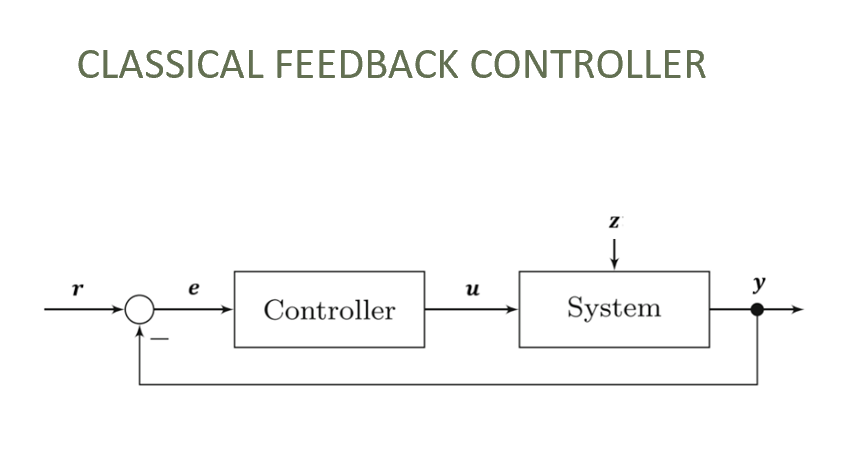 CLASSICAL FEEDBACK CONTROLLER
z
r
e
u
y
Controller
System
−